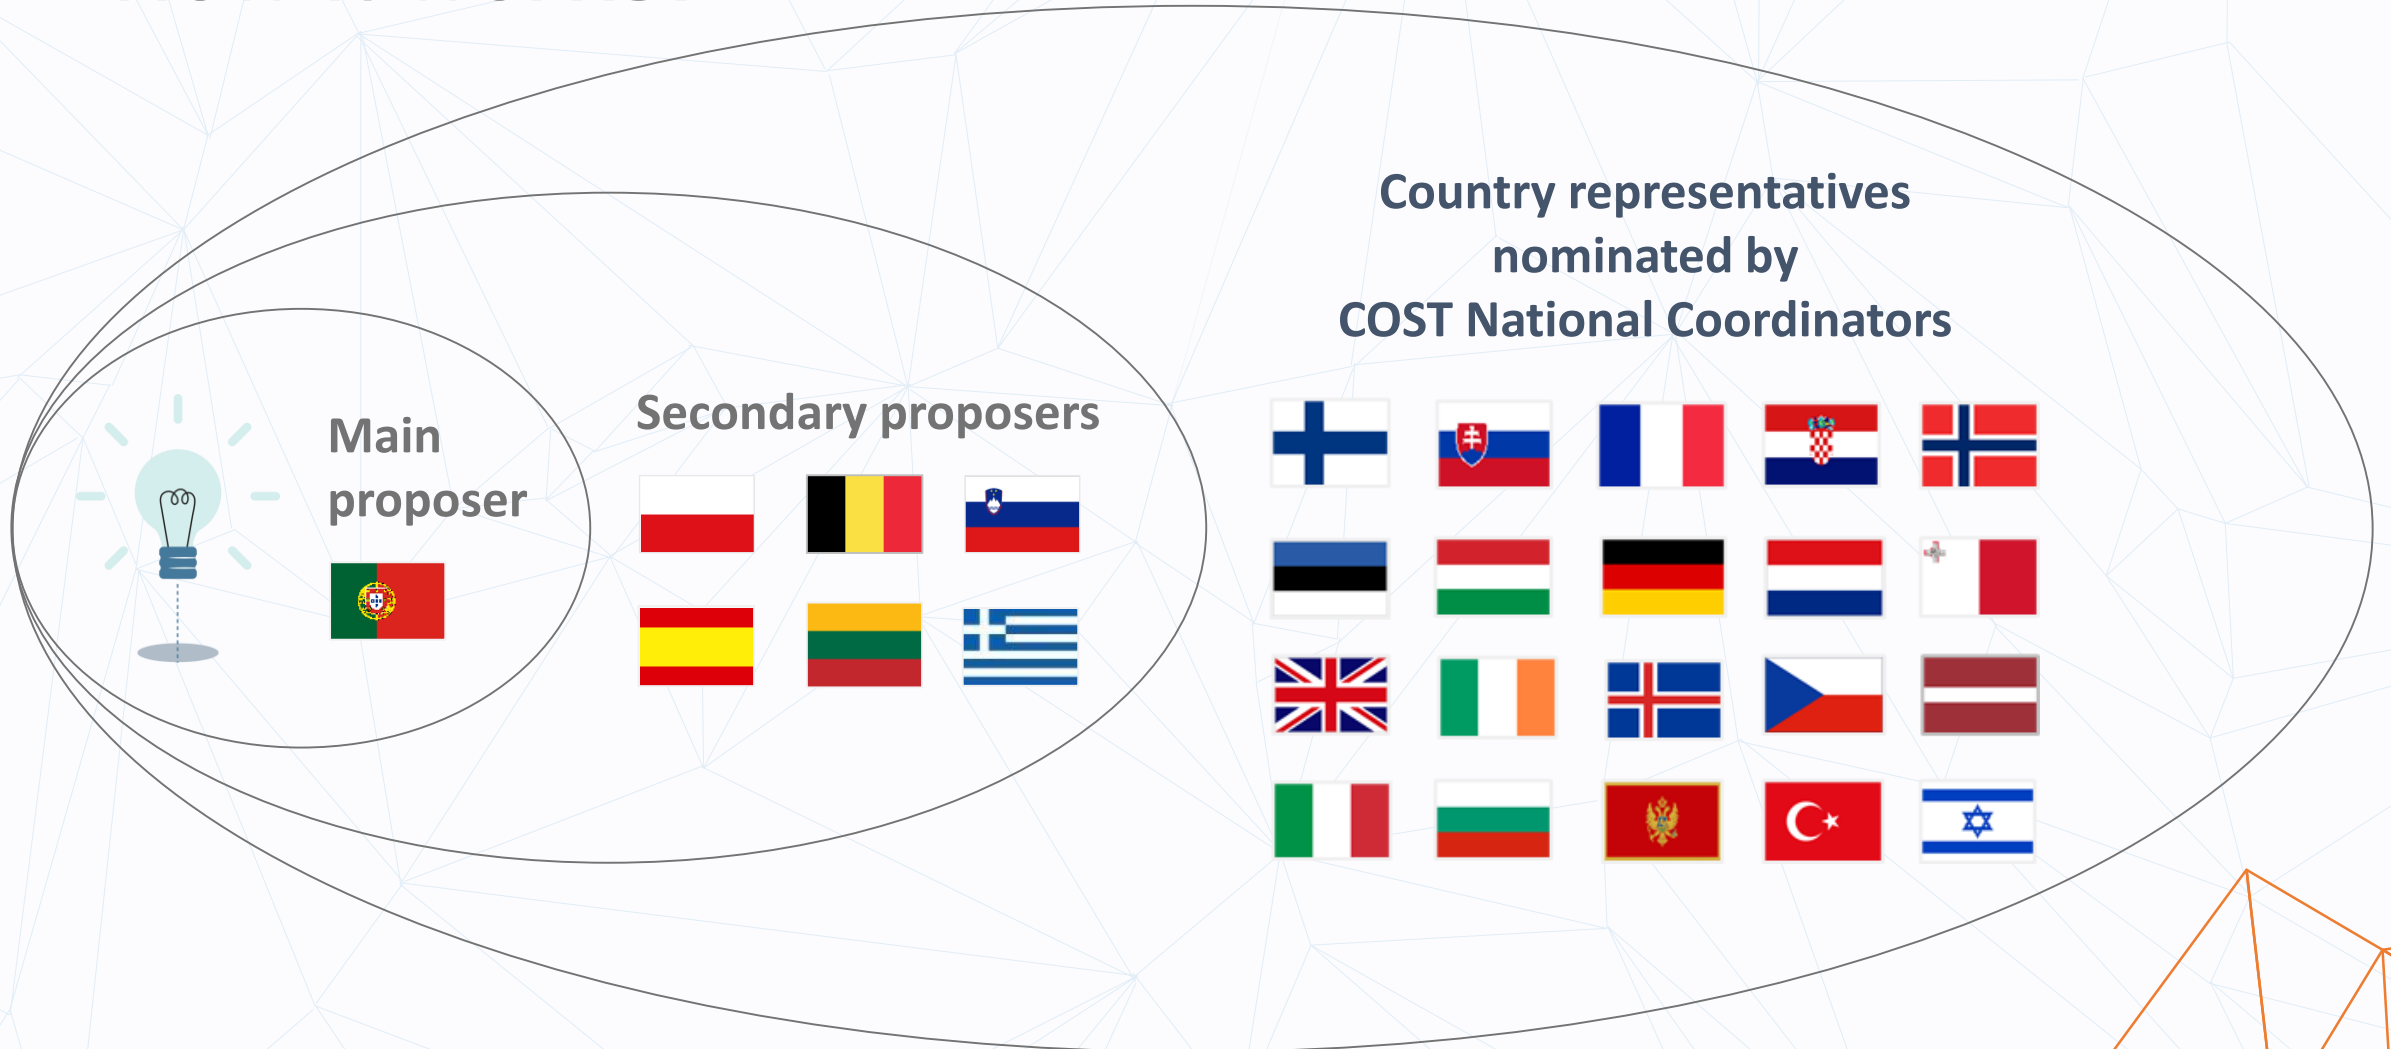 Main
proposer
Secondary proposers
Country representatives
nominated by
COST National Coordinators